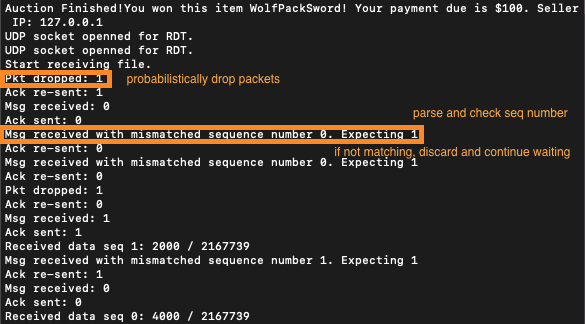 Auction Finished!You won this item WolfPackSword! Your payment due is $100. Seller
IP: 127.0.0.1
UDP socket openned for RDT.
UDP socket openned for RDT.
Start receiving file.
Pkt dropped: 1 probabilistically drop packets
Ack re-sent: 1
Msg received: 0
parse and check seq number
Ack sent: 0
Msg received with mismatched sequence number 0. Expecting 1
Ack re-sent: 0
if not matching, discard and continue waiting
Msg received with mismatched sequence number 0. Expecting 1
Ack re-sent: 0
Pkt dropped: 1
Ack re-sent: 0
Msg received: 1
Ack sent: 1
Received data seq 1: 2000 / 2167739
Msg received with mismatched sequence number 1. Expecting 1
Ack re-sent: 1
Msg received: 0
Ack sent: 0
Received data seq 0: 4000 / 2167739